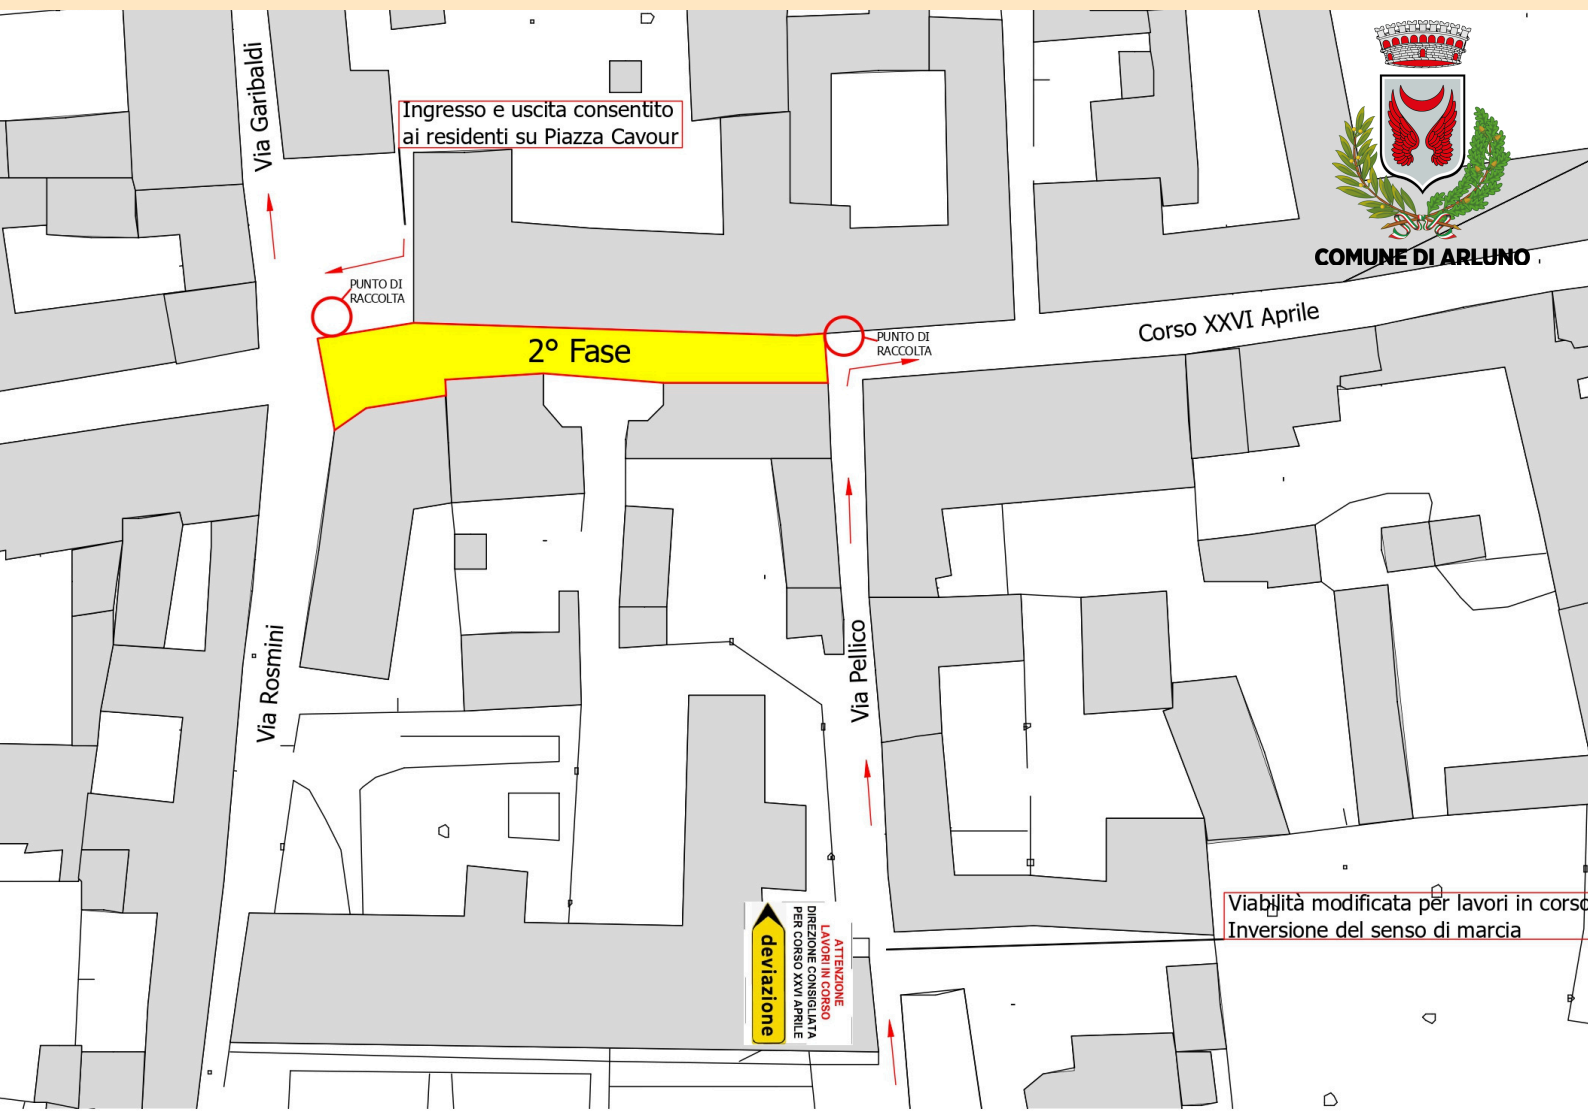 Via Garibaldi
Ingresso e uscita consentito
ai residenti su Piazza Cavour
COMUNE DI ARLUNO
PUNTO DI
RACCOLTA
2° Fase
PUNTO DI
RACCOLTA
Corso XXVI Aprile
Via Rosmini
Via Pellico
Viabilità modificata per lavori in corso
Inversione del senso di marcia
ATTENZIONE
LAVORI IN CORSO
DIREZIONE CONSIGLIATA
PER CORSO XXVI APRILE
deviazione